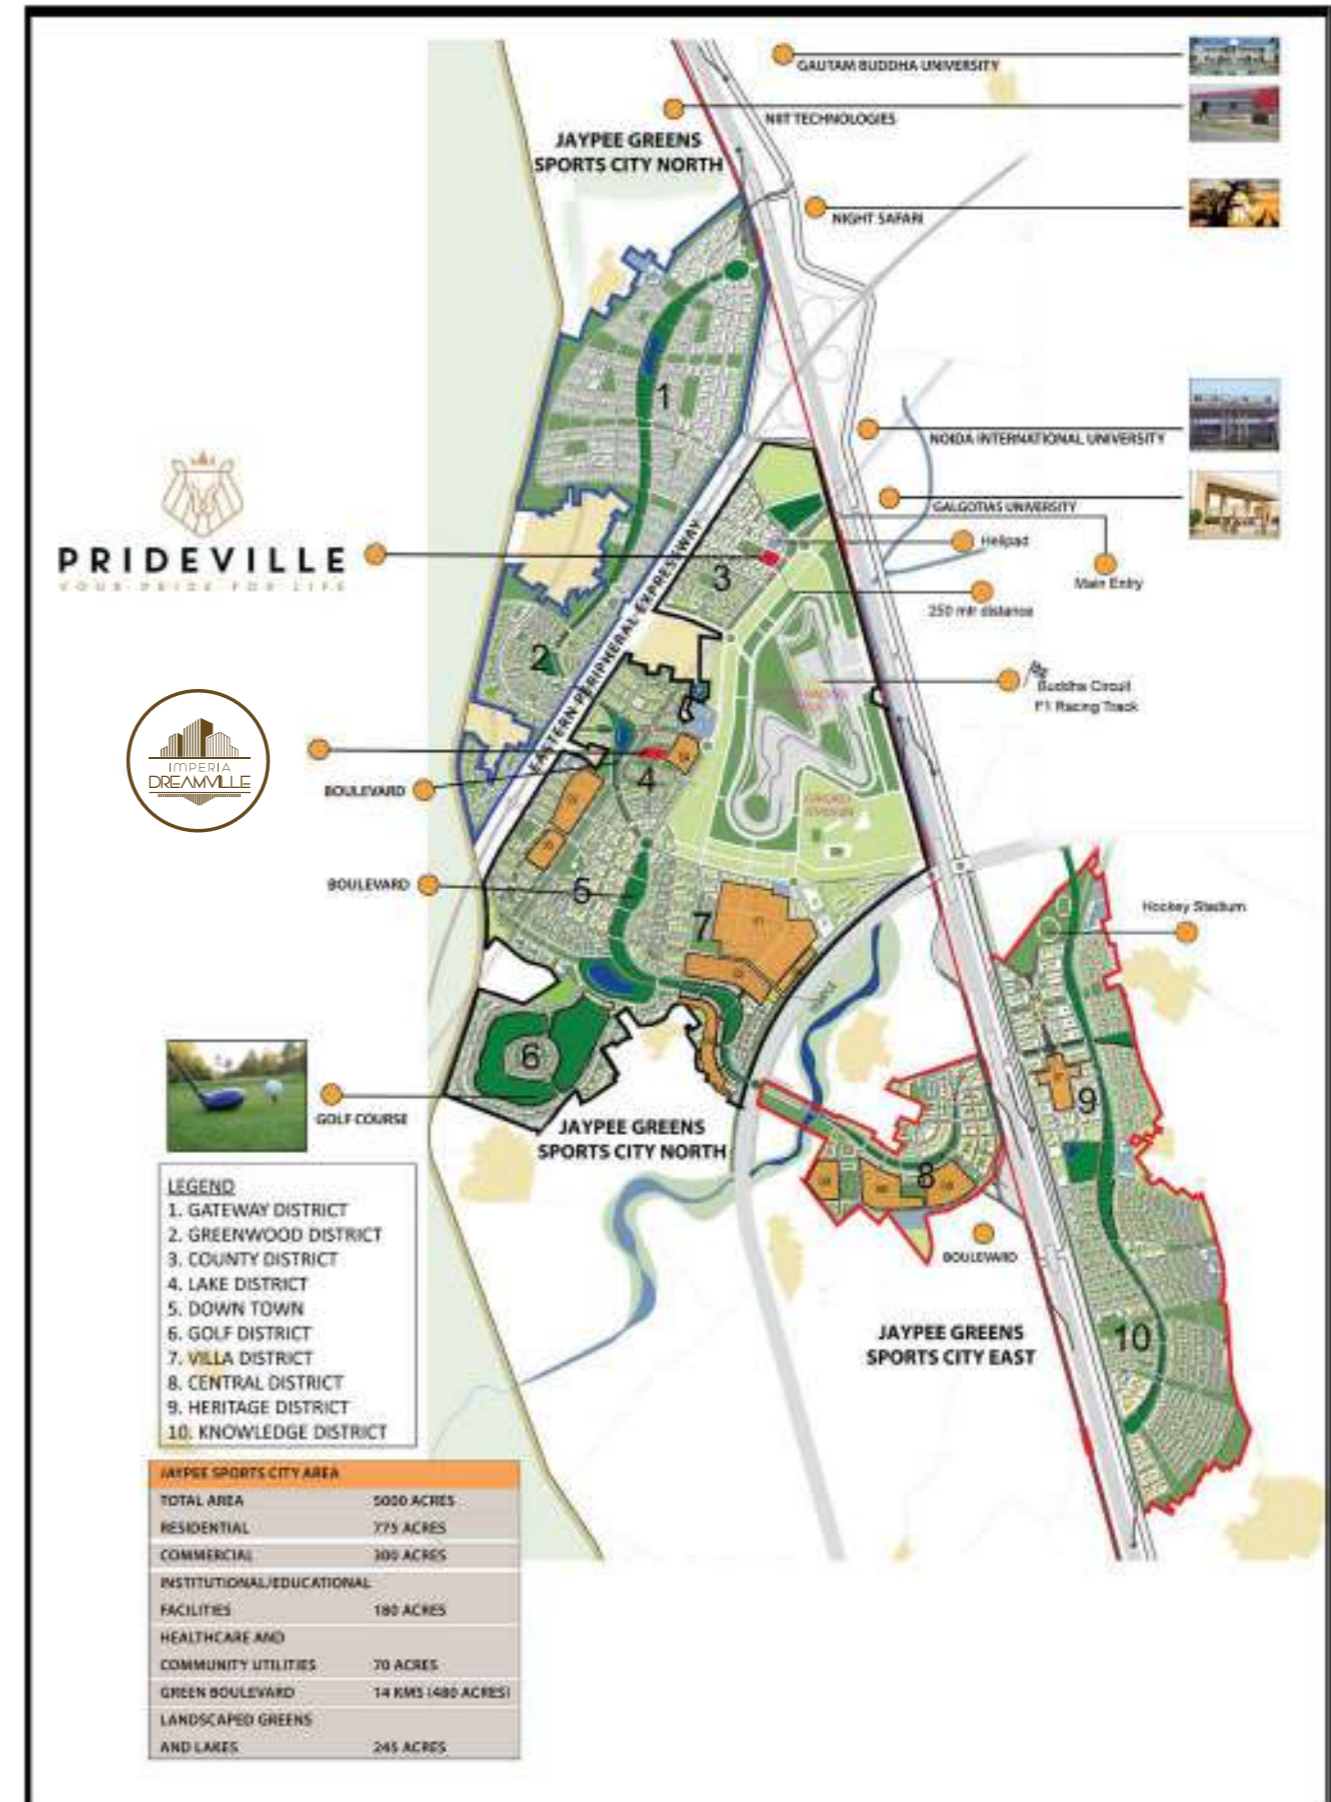 GAUTAM BUDDHA UNIVERSITY
NIIT TECHNOLOGIES
JAYPEE GREENS
SPORTS CITY NORTH
NIGHT SAFARI
1
NOIDA INTERNATIONAL UNIVERSITY
GALGOTIAS UNIVERSITY
PRIDEVILLE
YOUR PRIDE FOR LIFE
Helipad
Main Entry
3
250 mtr distance
EASTERN PERIPHERAL EXPRESSWAY
2
Buddha Circuit
F1 Racing Track
IMPERIA
DREAMVILLE
4
BOULEVARD
BOULEVARD
5
7
Hockey Stadium
6
GOLF COURSE
9
JAYPEE GREENS
SPORTS CITY NORTH
8
BOULEVARD
JAYPEE GREENS
SPORTS CITY EAST
10
LEGEND
1. GATEWAY DISTRICT
2. GREENWOOD DISTRICT
3. COUNTY DISTRICT
4. LAKE DISTRICT
5. DOWN TOWN
6. GOLF DISTRICT
7. VILLA DISTRICT
8. CENTRAL DISTRICT
9. HERITAGE DISTRICT
10. KNOWLEDGE DISTRICT
JAYPEE SPORTS CITY AREA
TOTAL AREA 5000 ACRES
RESIDENTIAL 775 ACRES
COMMERCIAL 300 ACRES
INSTITUTIONAL/EDUCATIONAL
FACILITIES 180 ACRES
HEALTHCARE AND
COMMUNITY UTILITIES 70 ACRES
GREEN BOULEVARD 14 KMS (480 ACRES)
LANDSCAPED GREENS
AND LAKES 245 ACRES